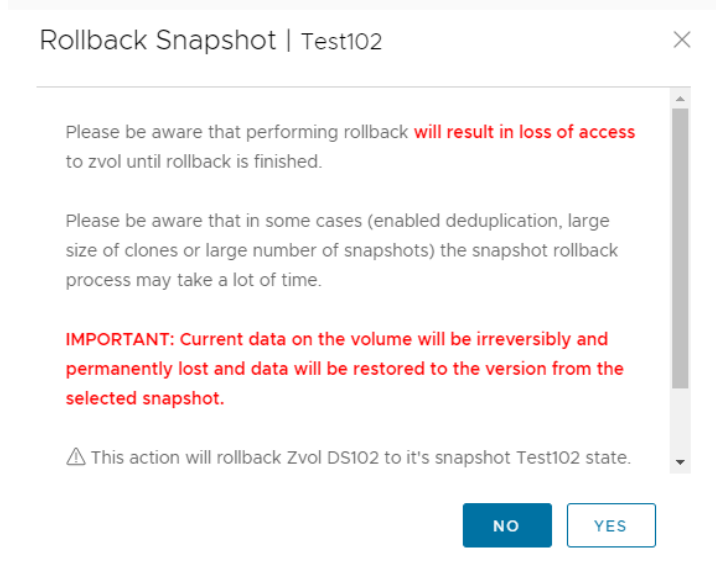 Rollback Snapshot | Test102
Please be aware that performing rollback will result in loss of access
to zvol until rollback is finished.
Please be aware that in some cases (enabled deduplication, large
size of clones or large number of snapshots) the snapshot rollback
process may take a lot of time.
IMPORTANT: Current data on the volume will be irreversibly and
permanently lost and data will be restored to the version from the
selected snapshot.
This action will rollback Zvol DS102 to it's snapshot Test102 state.
NO YES